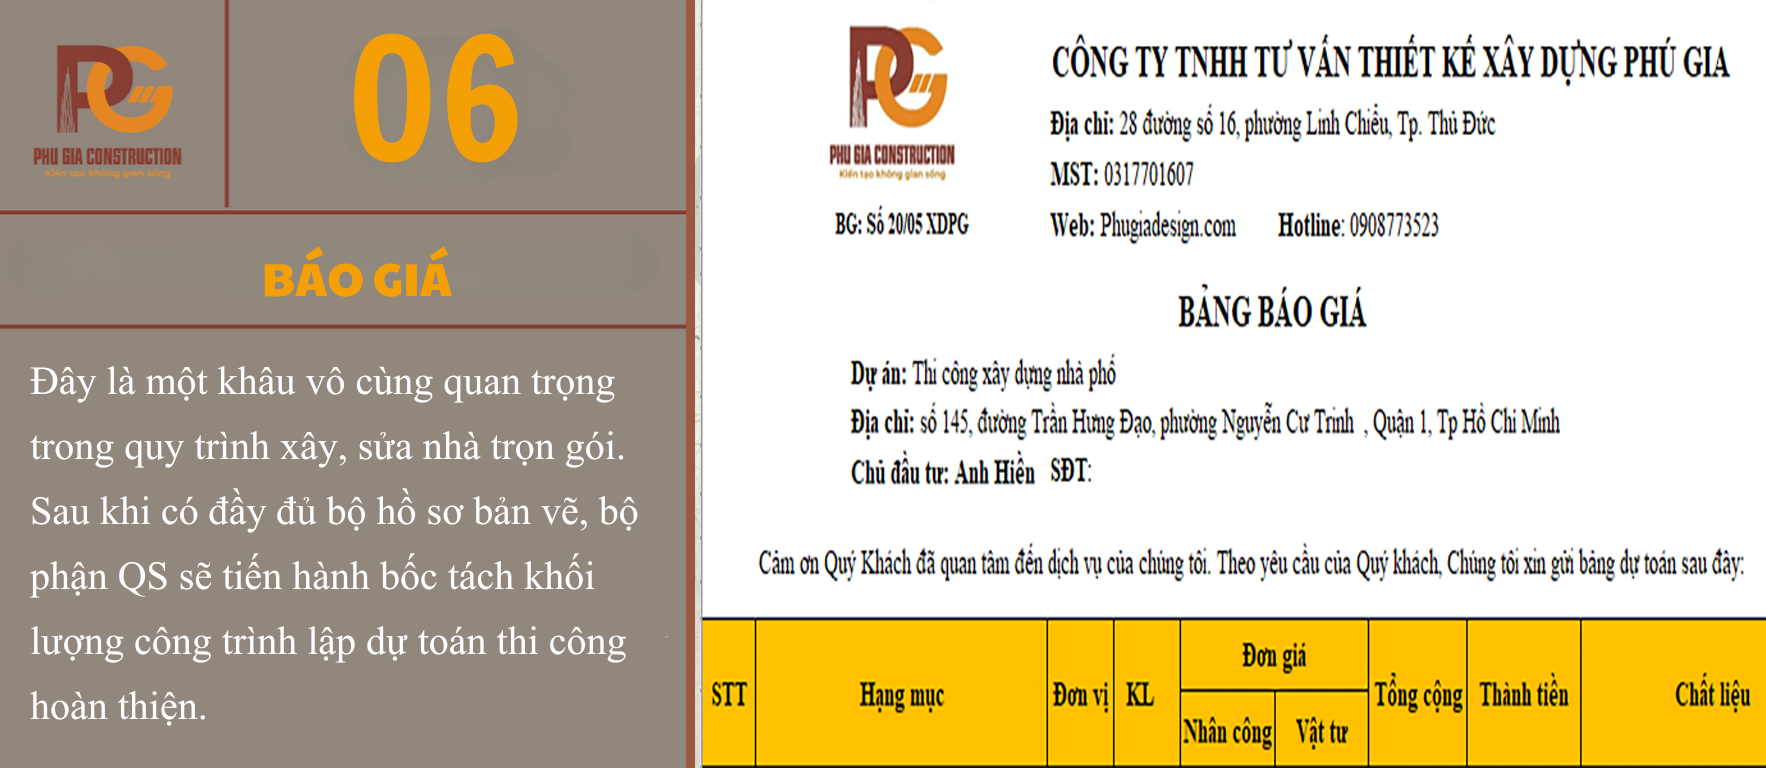 PG
PHU GIA CONSTRUCTION
Kiến tạo không gian sống
06
BÁO GIÁ
Đây là một khâu vô cùng quan trọng
trong quy trình xây, sửa nhà trọn gói.
Sau khi có đầy đủ bộ hồ sơ bản vẽ, bộ
phận QS sẽ tiến hành bốc tách khối
lượng công trình lập dự toán thi công
hoàn thiện.
PG
PHU GIA CONSTRUCTION
Kiến tạo không gian sống
BG: Số 20/05 XDPG
CÔNG TY TNHH TƯ VẤN THIẾT KẾ XÂY DỰNG PHÚ GIA
Địa chỉ: 28 đường số 16, phường Linh Chiểu, Tp. Thủ Đức
MST: 0317701607
Web: Phugiadesign.com Hotline: 0908773523
BẢNG BÁO GIÁ
Dự án: Thi công xây dựng nhà phố
Địa chỉ: số 145, đường Trần Hưng Đạo, phường Nguyễn Cư Trinh , Quận 1, Tp Hồ Chí Minh
Chủ đầu tư: Anh Hiền SĐT:
Cảm ơn Quý Khách đã quan tâm đến dịch vụ của chúng tôi. Theo yêu cầu của Quý khách, Chúng tôi xin gửi bảng dự toán sau đây:
STT Hạng mục Đơn vị KL Đơn giá Tổng cộng Thành tiền Chất liệu
Nhân công Vật tư